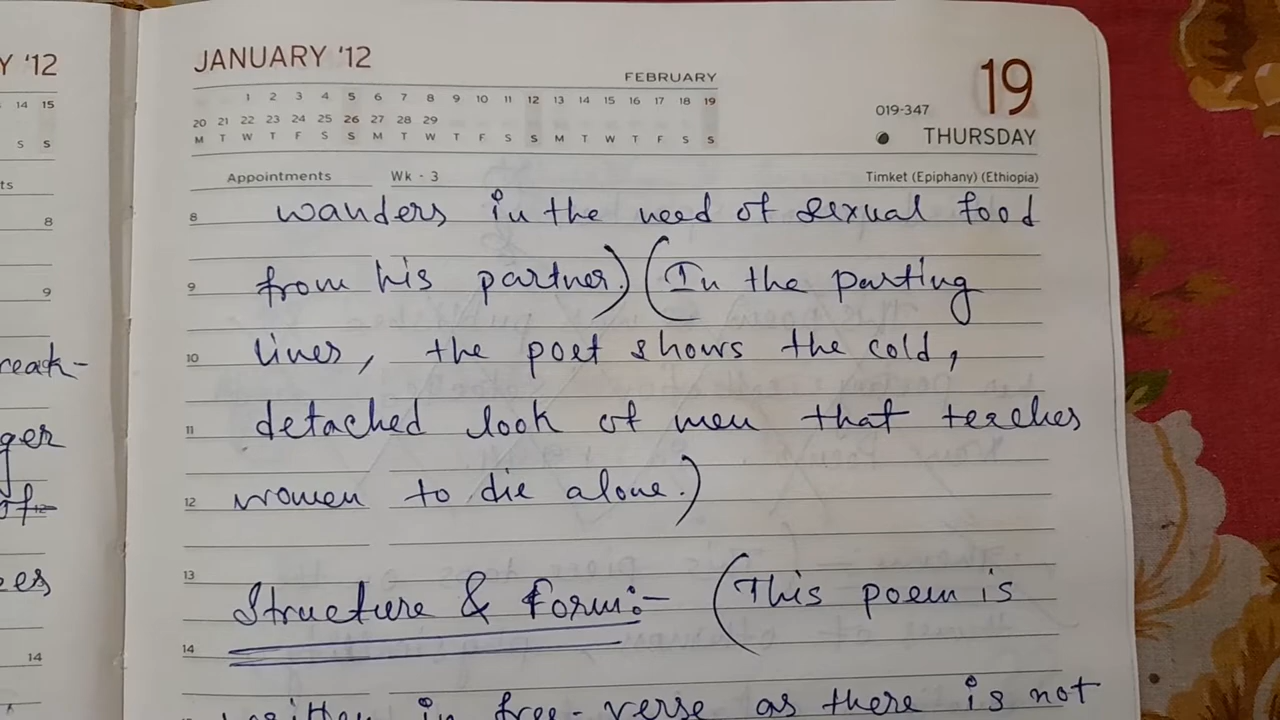 Y '12
14 15
S S
ts
8
9
reak-
ger
of
12
es
14
JANUARY '12
FEBRUARY
1 2 3 4 5 6 7 8 9 10 11 12 13 14 15 16 17 18 19
20 21 22 23 24 25 26 27 28 29
M T W T F S S M T W T F S S M T W T F S S
19
019-347
THURSDAY
Appointments Wk - 3 Timket (Epiphany) (Ethiopia)
8 wanders in the need of sexual food
9 from his partner.) (In the parting
10 lines, the poet shows the cold,
11 detached look of men that teaches
12 women to die alone.)
13 Structure & Form:- (This poem is
14
written in free-verse as there is not